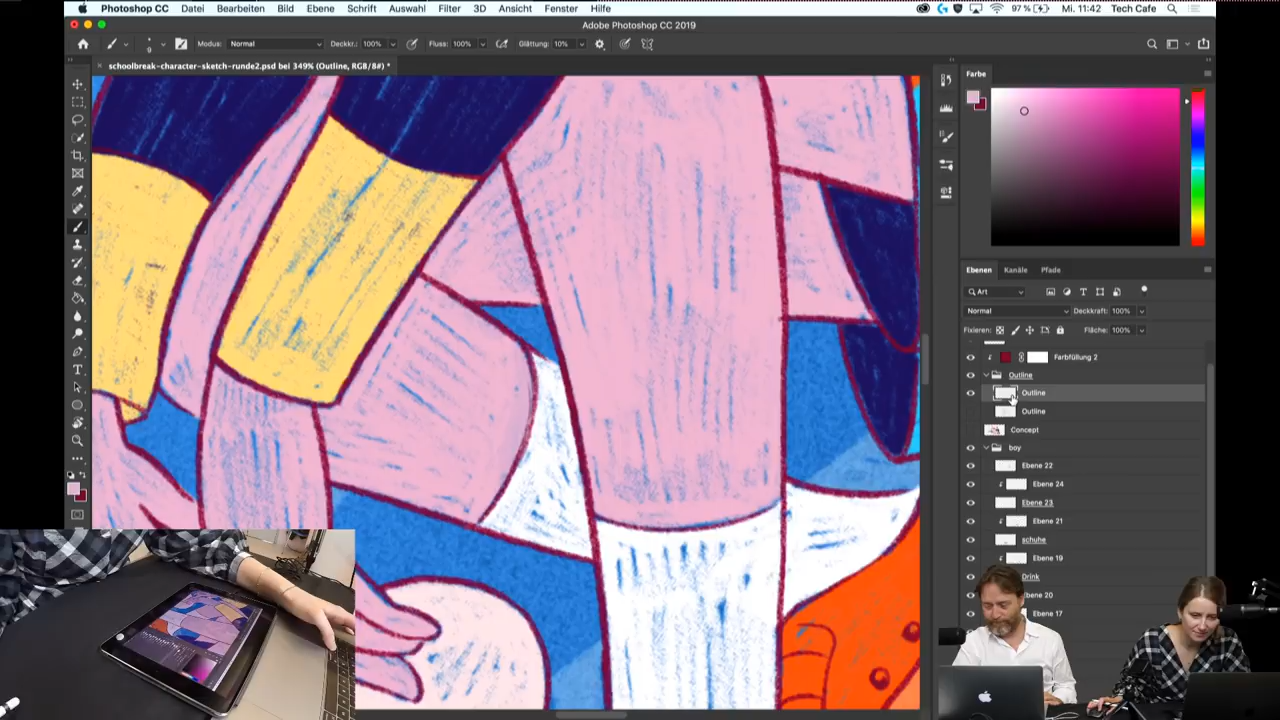 Photoshop CC Datei Bearbeiten Bild Ebene Schrift Auswahl Filter 3D Ansicht Fenster Hilfe 97 % Mi. 11:42 Tech Cafe
Adobe Photoshop CC 2019
9 Modus: Normal Deckkr.: 100% Fluss: 100% Glättung: 10%
schoolbreak-character-sketch-runde2.psd bei 349% (Outline, RGB/8#) *
Farbe
Ebenen Kanäle Pfade
Art
Normal Deckkraft: 100%
Fixieren: Fläche: 100%
Farbfüllung 2
Outline
Outline
Outline
Concept
boy
Ebene 22
Ebene 24
Ebene 23
Ebene 21
schuhe
Ebene 19
Drink
Ebene 20
Ebene 17